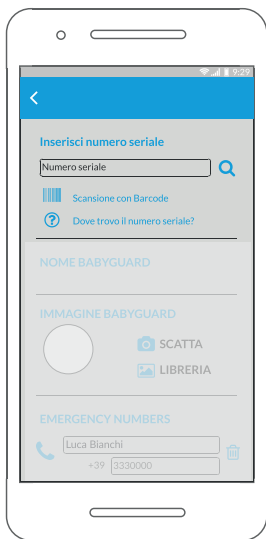 9:29
Inserisci numero seriale
Numero seriale
Scansione con Barcode
Dove trovo il numero seriale?
NOME BABYGUARD
IMMAGINE BABYGUARD
SCATTA
LIBRERIA
EMERGENCY NUMBERS
Luca Bianchi
+39 3330000